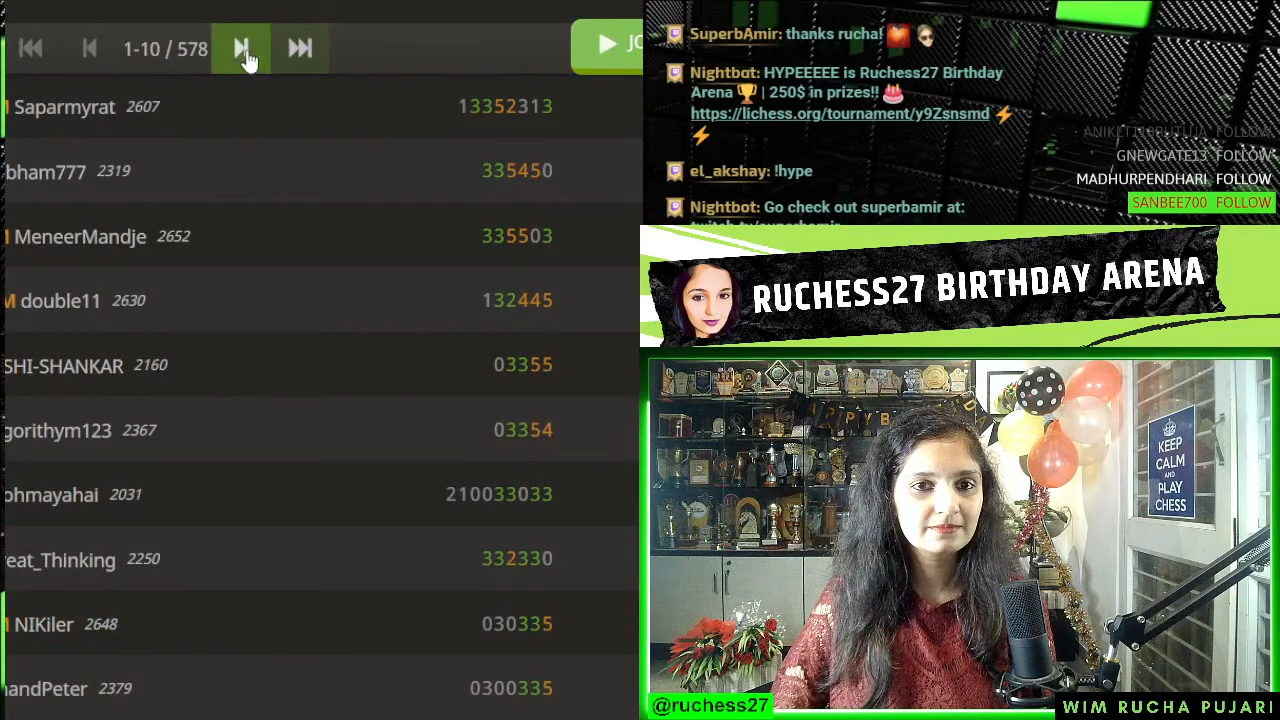 1-10 / 578
JO
Saparmyrat 2607 13352313
bham777 2319 335450
MeneerMandje 2652 335503
double11 2630 132445
SHI-SHANKAR 2160 03355
gorithym123 2367 03354
ohmayahai 2031 210033033
eat_Thinking 2250 332330
NIKiler 2648 030335
andPeter 2379 0300335
SuperbAmir: thanks rucha!
Nightbot: HYPEEEEE is Ruchess27 Birthday
Arena 🏆 | 250$ in prizes!! 🎂
https://lichess.org/tournament/y9Zsnsmd ⚡
⚡
el_akshay: !hype
Nightbot: Go check out superbamir at:
FOLLOW
GNEWGATE13 FOLLOW
MADHURPENDHARI FOLLOW
SANBEE700 FOLLOW
RUCHESS27 BIRTHDAY ARENA
KEEP
CALM
AND
PLAY
CHESS
@ruchess27
WIM RUCHA PUJARI